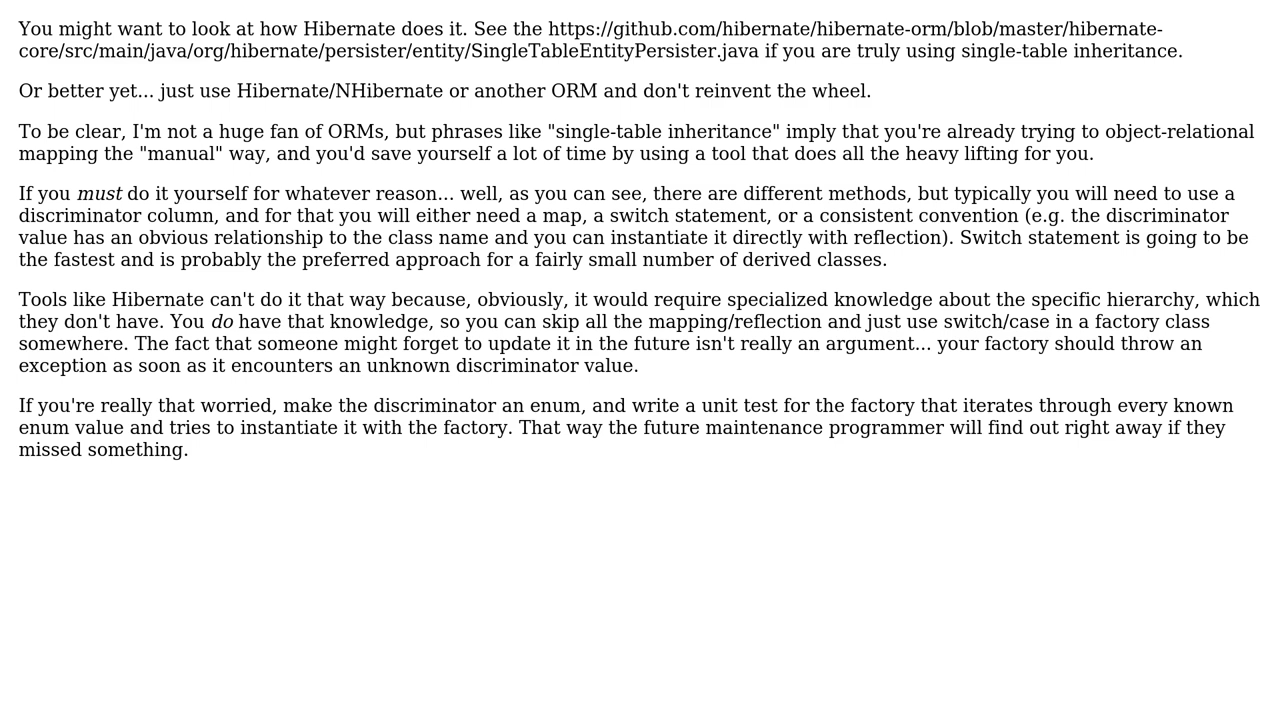 You might want to look at how Hibernate does it. See the https://github.com/hibernate/hibernate-orm/blob/master/hibernate-
core/src/main/java/org/hibernate/persister/entity/SingleTableEntityPersister.java if you are truly using single-table inheritance.
Or better yet... just use Hibernate/NHibernate or another ORM and don't reinvent the wheel.
To be clear, I'm not a huge fan of ORMs, but phrases like "single-table inheritance" imply that you're already trying to object-relational
mapping the "manual" way, and you'd save yourself a lot of time by using a tool that does all the heavy lifting for you.
If you must do it yourself for whatever reason... well, as you can see, there are different methods, but typically you will need to use a
discriminator column, and for that you will either need a map, a switch statement, or a consistent convention (e.g. the discriminator
value has an obvious relationship to the class name and you can instantiate it directly with reflection). Switch statement is going to be
the fastest and is probably the preferred approach for a fairly small number of derived classes.
Tools like Hibernate can't do it that way because, obviously, it would require specialized knowledge about the specific hierarchy, which
they don't have. You do have that knowledge, so you can skip all the mapping/reflection and just use switch/case in a factory class
somewhere. The fact that someone might forget to update it in the future isn't really an argument... your factory should throw an
exception as soon as it encounters an unknown discriminator value.
If you're really that worried, make the discriminator an enum, and write a unit test for the factory that iterates through every known
enum value and tries to instantiate it with the factory. That way the future maintenance programmer will find out right away if they
missed something.